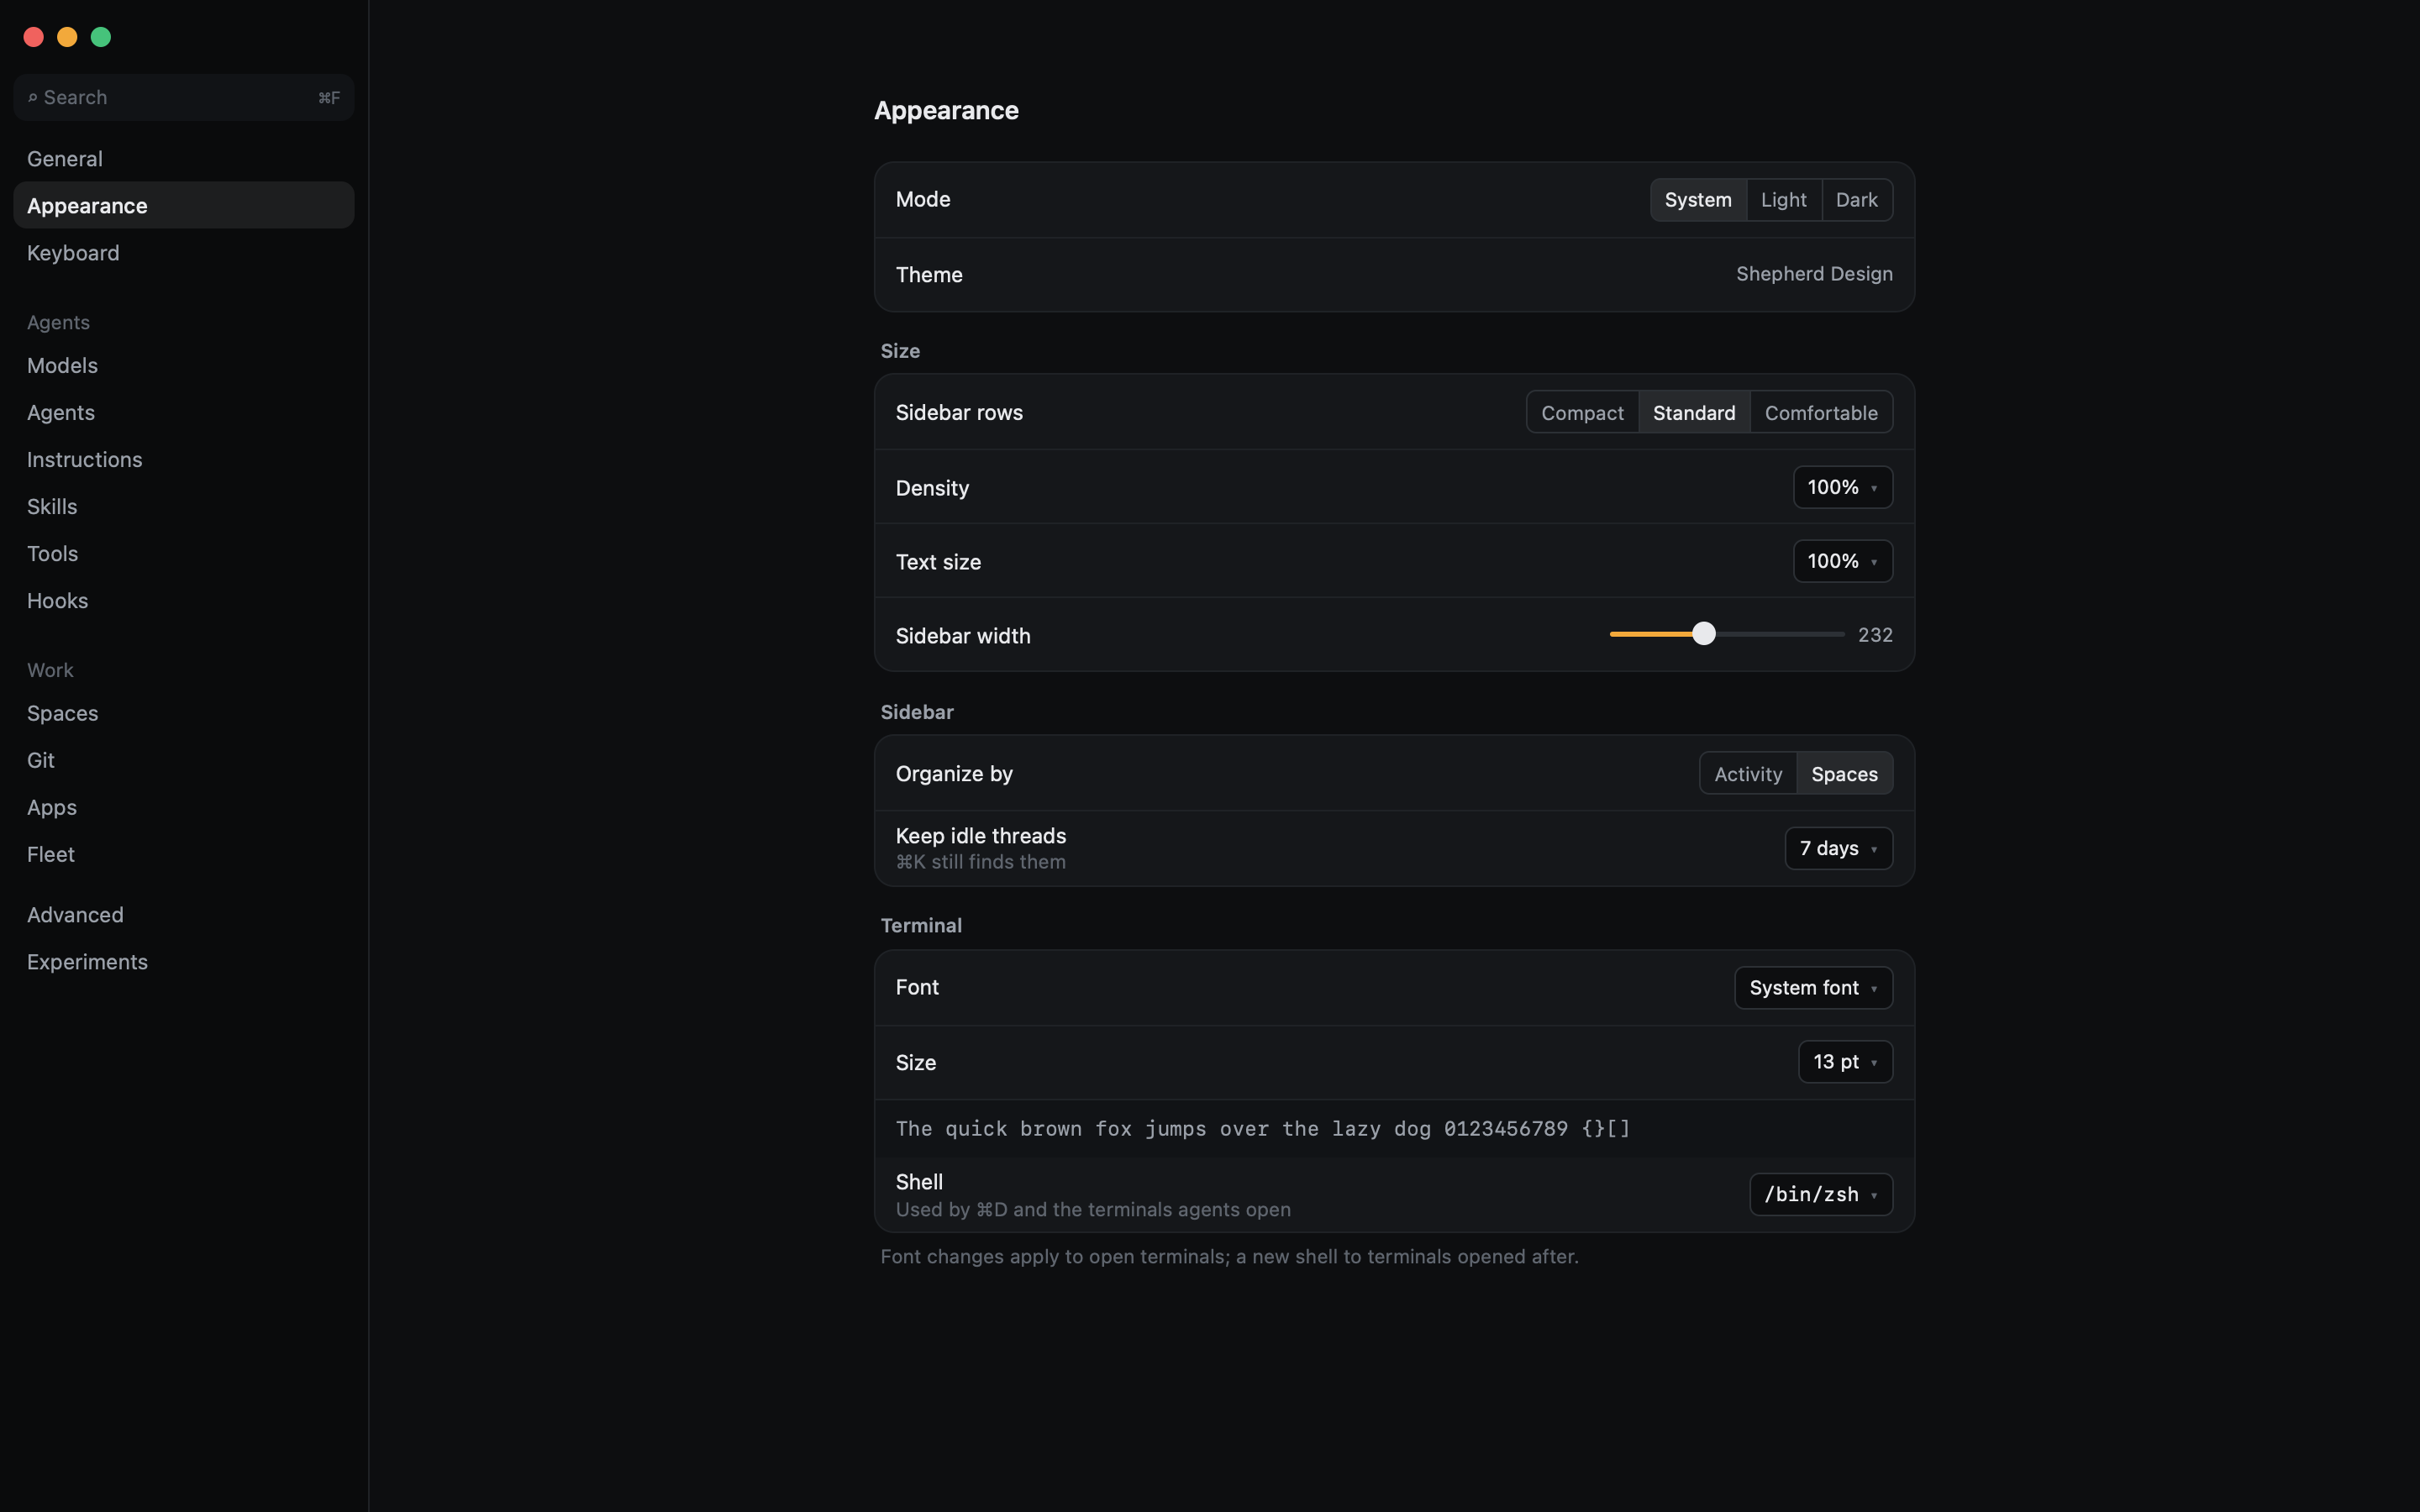 Search ⌘F
General
Appearance
Keyboard
Agents
Models
Agents
Instructions
Skills
Tools
Hooks
Work
Spaces
Git
Apps
Fleet
Advanced
Experiments
Appearance
Mode System Light Dark
Theme Shepherd Design
Size
Sidebar rows Compact Standard Comfortable
Density 100%
Text size 100%
Sidebar width 232
Sidebar
Organize by Activity Spaces
Keep idle threads
⌘K still finds them
7 days
Terminal
Font System font
Size 13 pt
The quick brown fox jumps over the lazy dog 0123456789 {}[]
Shell
Used by ⌘D and the terminals agents open
/bin/zsh
Font changes apply to open terminals; a new shell to terminals opened after.